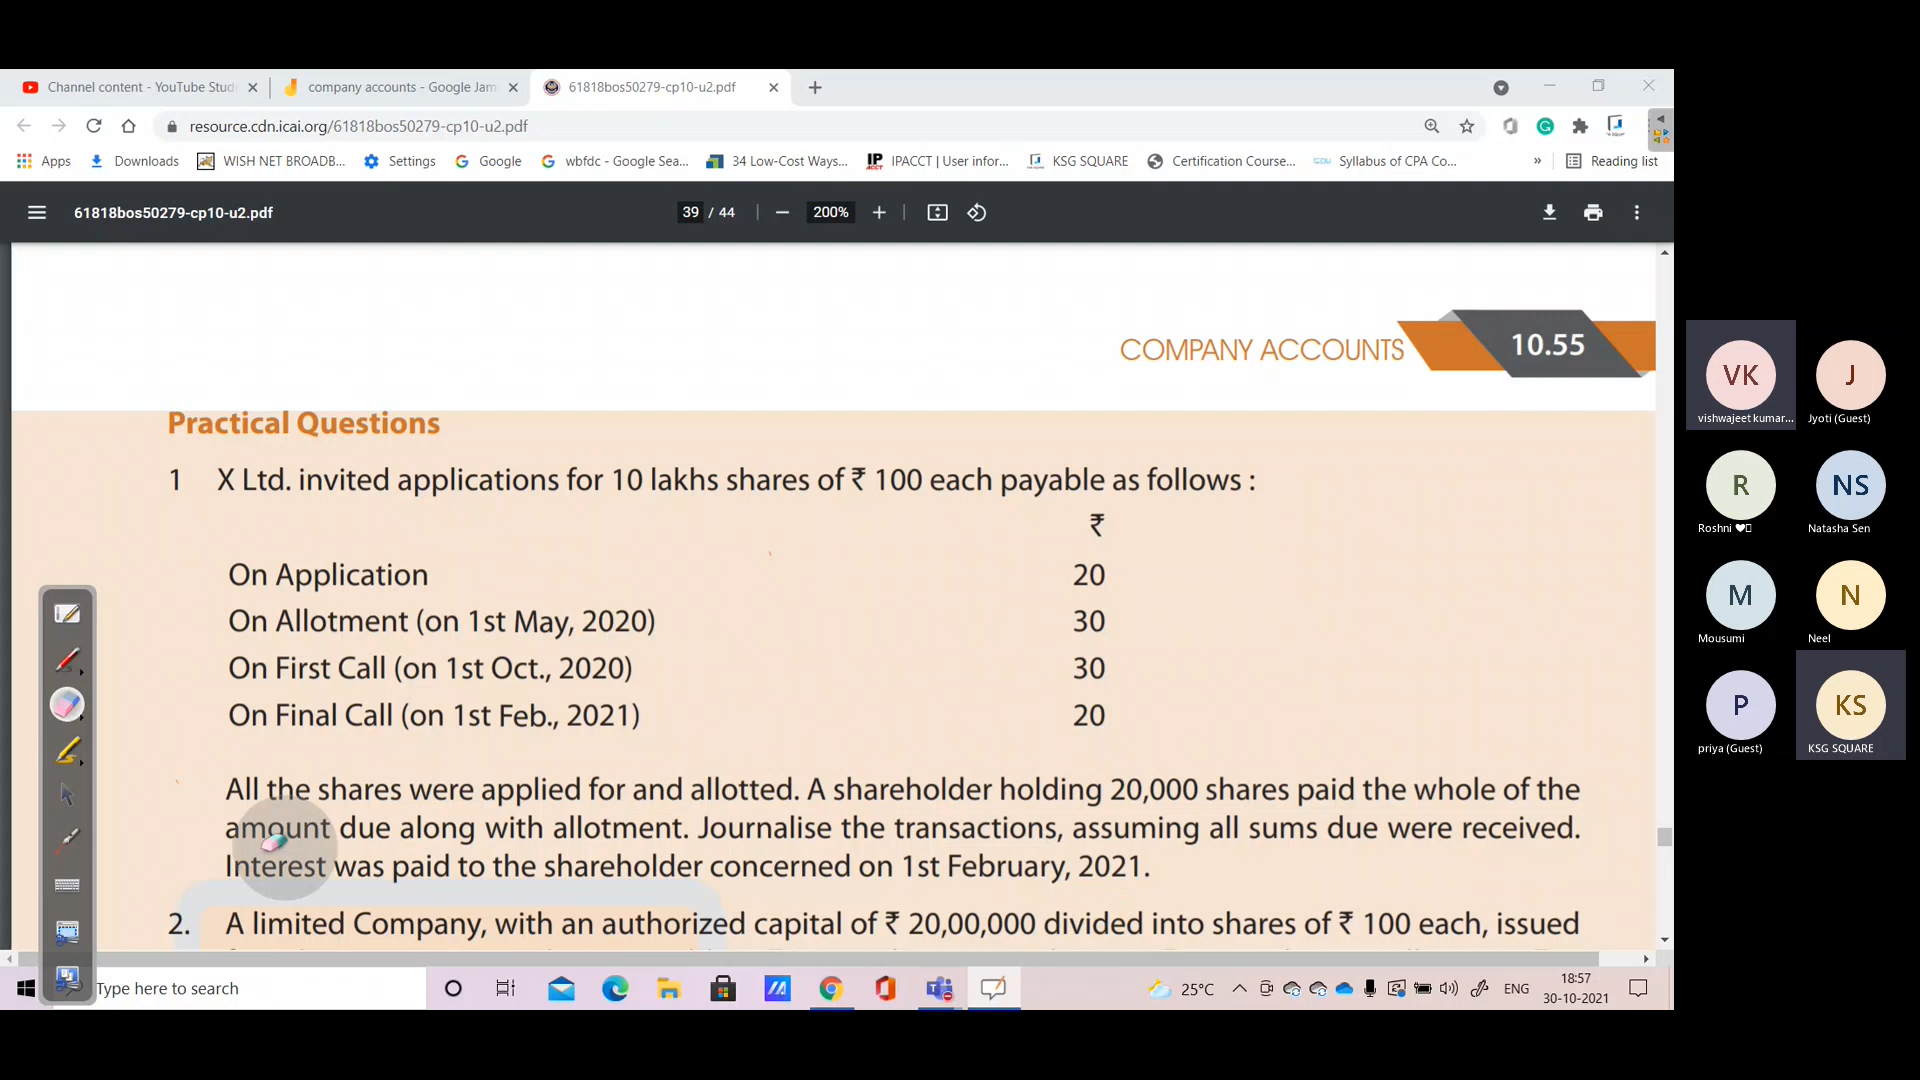 Channel content - YouTube Stud
company accounts - Google Jam
61818bos50279-cp10-u2.pdf
resource.cdn.icai.org/61818bos50279-cp10-u2.pdf
Apps Downloads WISH NET BROADB... Settings Google wbfdc - Google Sea... 34 Low-Cost Ways... IP ACCT IPACCT | User infor... KSG SQUARE Certification Course... Syllabus of CPA Co... » Reading list
61818bos50279-cp10-u2.pdf 39 / 44 200%
COMPANY ACCOUNTS 10.55
Practical Questions
1 X Ltd. invited applications for 10 lakhs shares of ₹ 100 each payable as follows :
₹
On Application 20
On Allotment (on 1st May, 2020) 30
On First Call (on 1st Oct., 2020) 30
On Final Call (on 1st Feb., 2021) 20
All the shares were applied for and allotted. A shareholder holding 20,000 shares paid the whole of the
amount due along with allotment. Journalise the transactions, assuming all sums due were received.
Interest was paid to the shareholder concerned on 1st February, 2021.
2. A limited Company, with an authorized capital of ₹ 20,00,000 divided into shares of ₹ 100 each, issued
Type here to search
25°C ENG
18:57
30-10-2021
VK
vishwajeet kumar...
J
Jyoti (Guest)
R
Roshni
NS
Natasha Sen
M
Mousumi
N
Neel
P
priya (Guest)
KS
KSG SQUARE